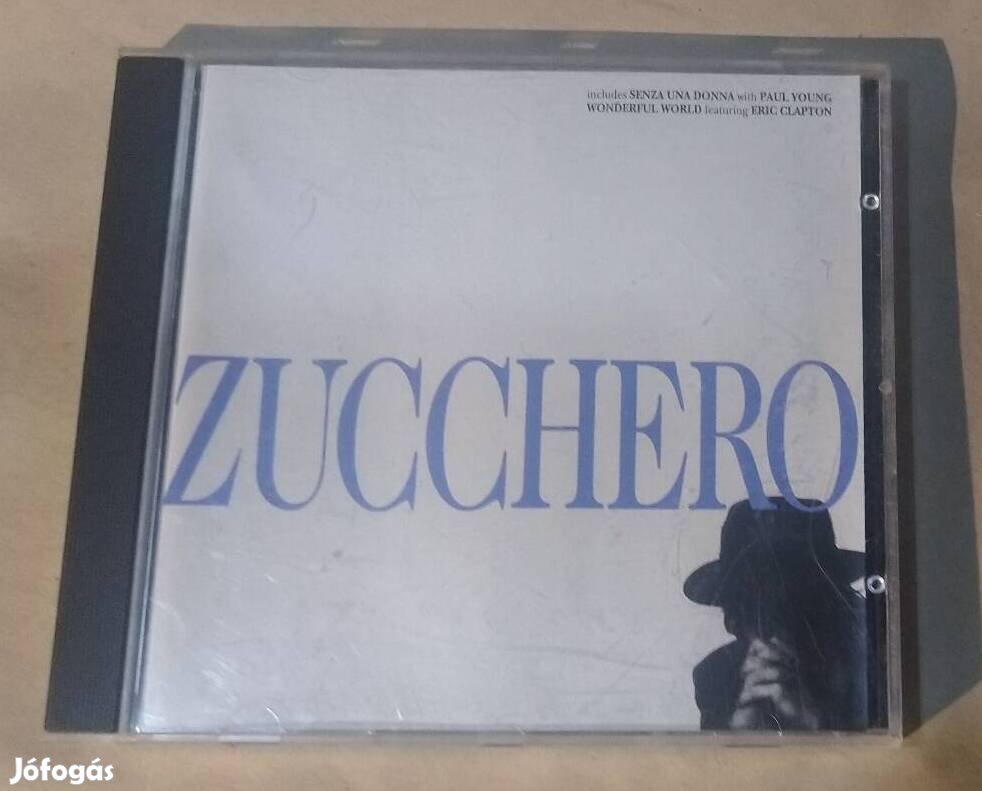 includes SENZA UNA DONNA with PAUL YOUNG
WONDERFUL WORLD featuring ERIC CLAPTON
ZUCCHERO
Jófogás